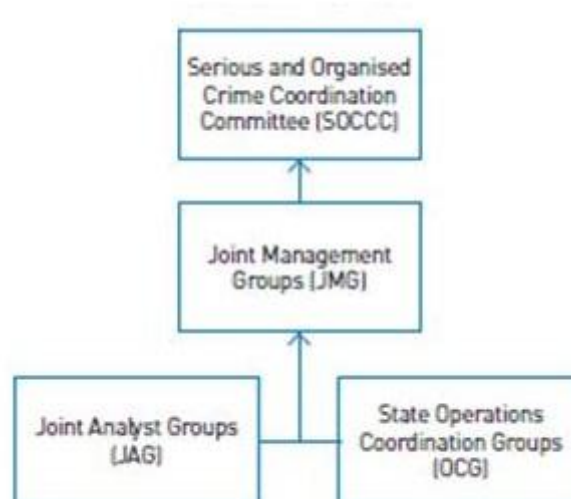 Serious and Organised
Crime Coordination
Committee (SOCCC)
Joint Management
Groups (JMG)
Joint Analyst Groups
(JAG)
State Operations
Coordination Groups
(OCG)